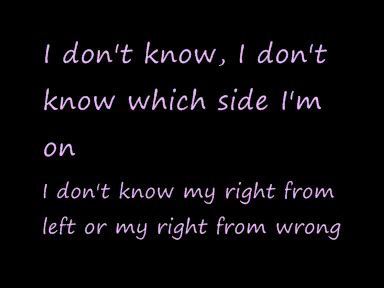 I don't know, I don't
know which side I'm
on
I don't know my right from
left or my right from wrong